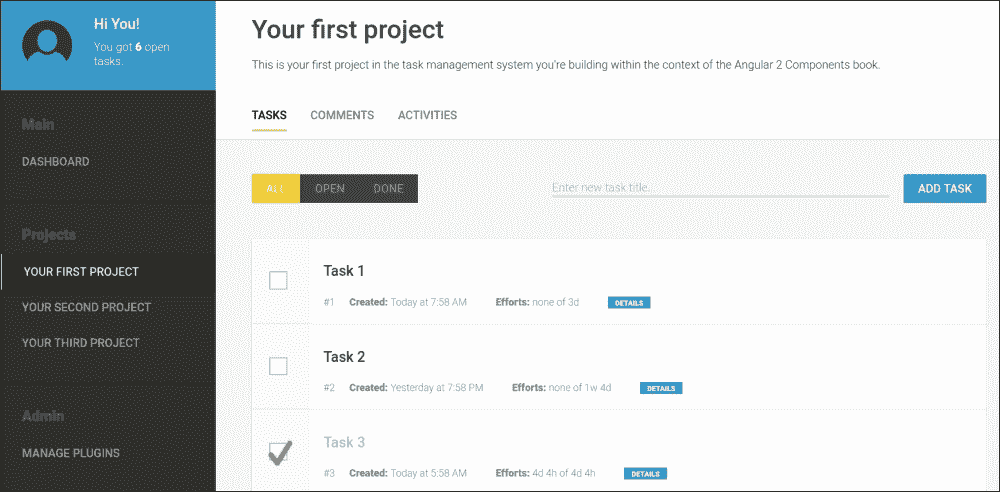 Hi You!
You got 6 open
tasks.
Main
DASHBOARD
Projects
YOUR FIRST PROJECT
YOUR SECOND PROJECT
YOUR THIRD PROJECT
Admin
MANAGE PLUGINS
Your first project
This is your first project in the task management system you're building within the context of the Angular 2 Components book.
TASKS COMMENTS ACTIVITIES
ALL OPEN DONE Enter new task title... ADD TASK
Task 1
#1 Created: Today at 7:58 AM Efforts: none of 3d DETAILS
Task 2
#2 Created: Yesterday at 7:58 PM Efforts: none of 1w 4d DETAILS
Task 3
#3 Created: Today at 5:58 AM Efforts: 4d 4h of 4d 4h DETAILS